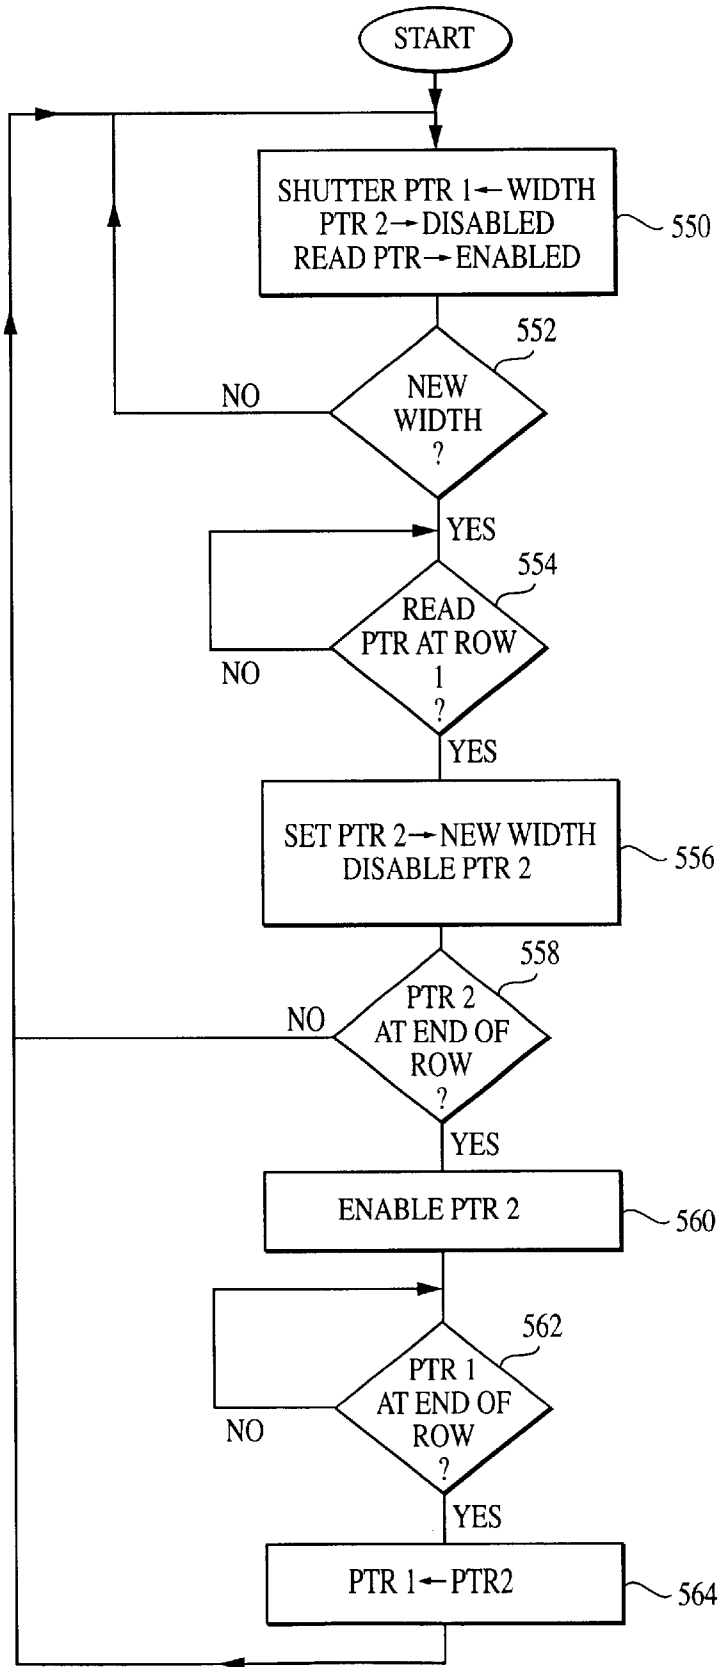 START
SHUTTER PTR 1←WIDTH
PTR 2→DISABLED
READ PTR→ENABLED
550
552
NEW
WIDTH
?
NO
YES
554
READ
PTR AT ROW
1
?
NO
YES
SET PTR 2→NEW WIDTH
DISABLE PTR 2
556
558
PTR 2
AT END OF
ROW
?
NO
YES
ENABLE PTR 2
560
562
PTR 1
AT END OF
ROW
?
NO
YES
PTR 1←PTR2
564